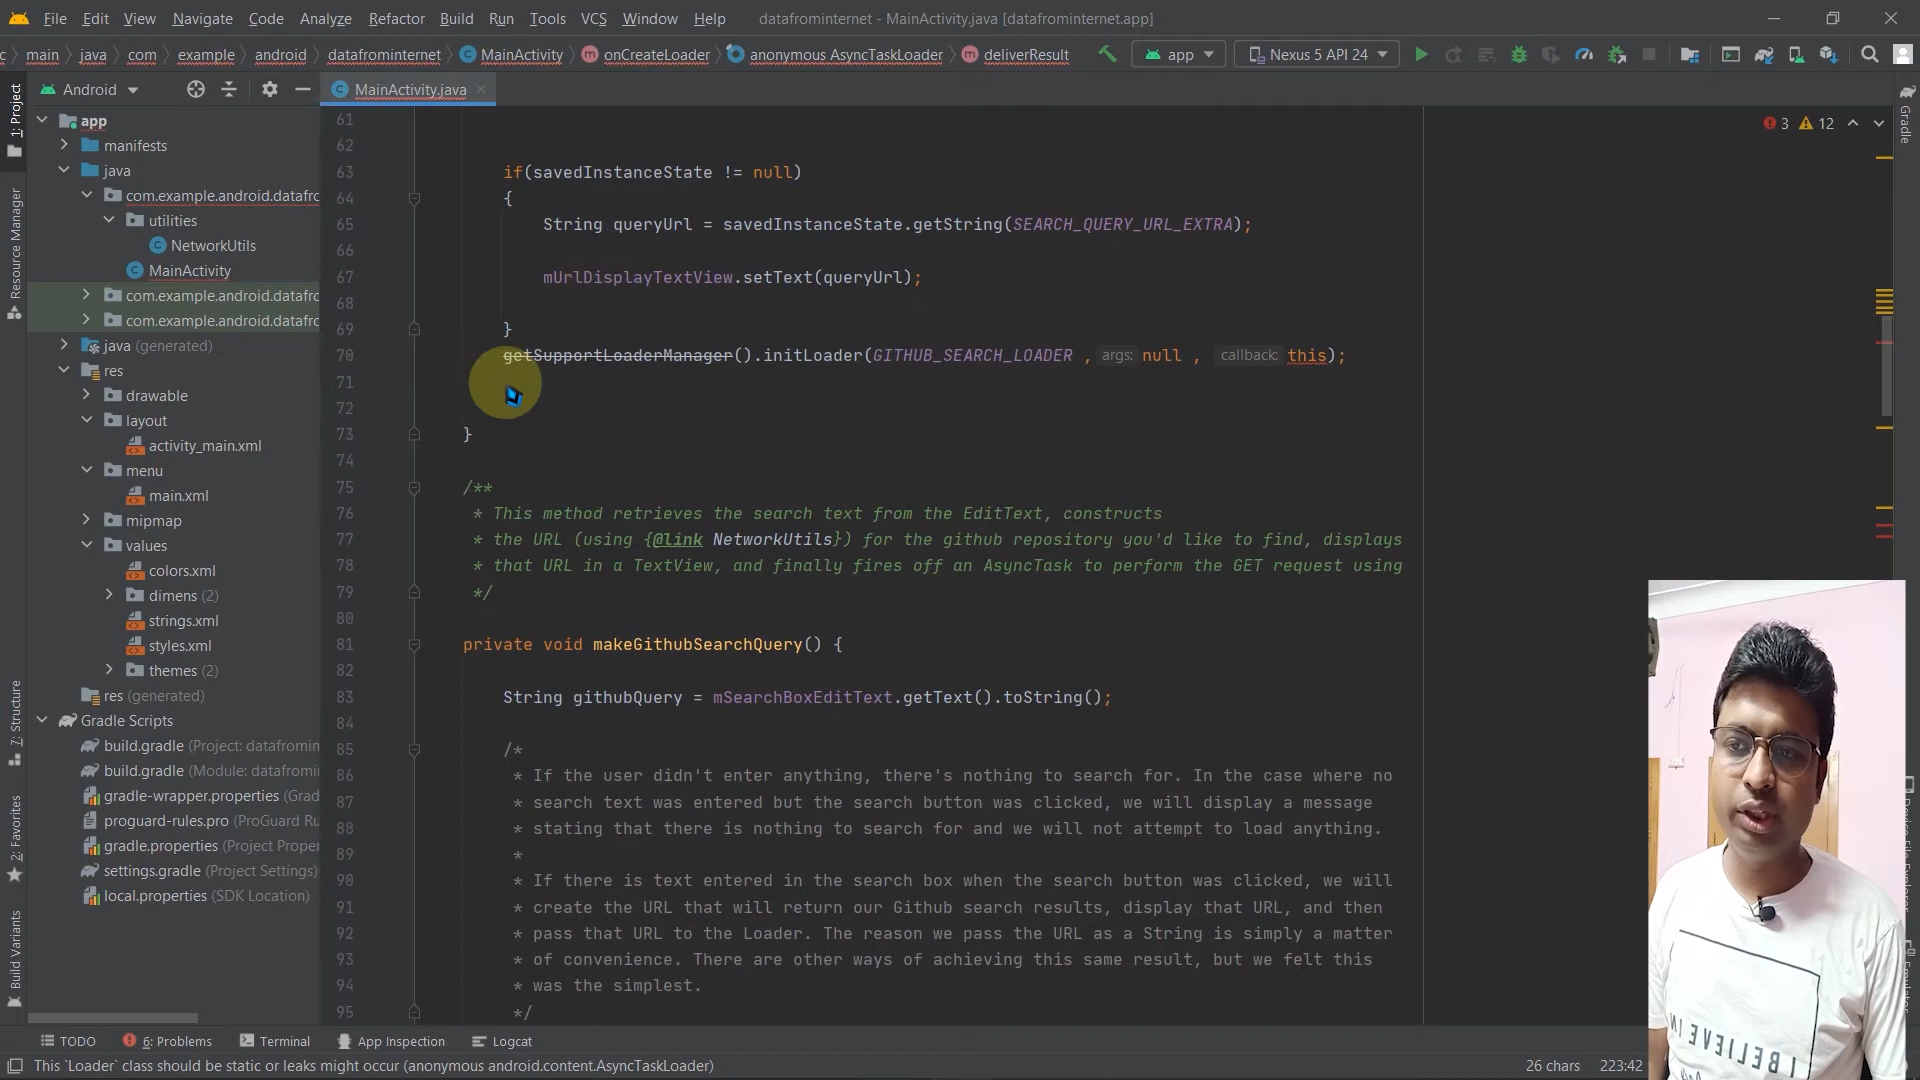 File Edit View Navigate Code Analyze Refactor Build Run Tools VCS Window Help datafrominternet - MainActivity.java [datafrominternet.app]
c main java com example android datafrominternet MainActivity onCreateLoader anonymous AsyncTaskLoader deliverResult app Nexus 5 API 24
Android
MainActivity.java
1: Project
Resource Manager
7: Structure
2: Favorites
Build Variants
app
manifests
java
com.example.android.datafro
utilities
NetworkUtils
MainActivity
com.example.android.datafro
com.example.android.datafro
java (generated)
res
drawable
layout
activity_main.xml
menu
main.xml
mipmap
values
colors.xml
dimens (2)
strings.xml
styles.xml
themes (2)
res (generated)
Gradle Scripts
build.gradle (Project: datafromin
build.gradle (Module: datafromi
gradle-wrapper.properties (Grad
proguard-rules.pro (ProGuard Ru
gradle.properties (Project Proper
settings.gradle (Project Settings)
local.properties (SDK Location)
3 12
61
62
63 if(savedInstanceState != null)
64 {
65 String queryUrl = savedInstanceState.getString(SEARCH_QUERY_URL_EXTRA);
66
67 mUrlDisplayTextView.setText(queryUrl);
68
69 }
70 getSupportLoaderManager().initLoader(GITHUB_SEARCH_LOADER , args: null , callback: this);
71
72
73 }
74
75 /**
76 * This method retrieves the search text from the EditText, constructs
77 * the URL (using {@link NetworkUtils}) for the github repository you'd like to find, displays
78 * that URL in a TextView, and finally fires off an AsyncTask to perform the GET request using
79 */
80
81 private void makeGithubSearchQuery() {
82
83 String githubQuery = mSearchBoxEditText.getText().toString();
84
85 /*
86 * If the user didn't enter anything, there's nothing to search for. In the case where no
87 * search text was entered but the search button was clicked, we will display a message
88 * stating that there is nothing to search for and we will not attempt to load anything.
89 *
90 * If there is text entered in the search box when the search button was clicked, we will
91 * create the URL that will return our Github search results, display that URL, and then
92 * pass that URL to the Loader. The reason we pass the URL as a String is simply a matter
93 * of convenience. There are other ways of achieving this same result, but we felt this
94 * was the simplest.
95 */
Gradle
I BELIEVE IN
TODO 6: Problems Terminal App Inspection Logcat
This `Loader` class should be static or leaks might occur (anonymous android.content.AsyncTaskLoader) 26 chars 223:42